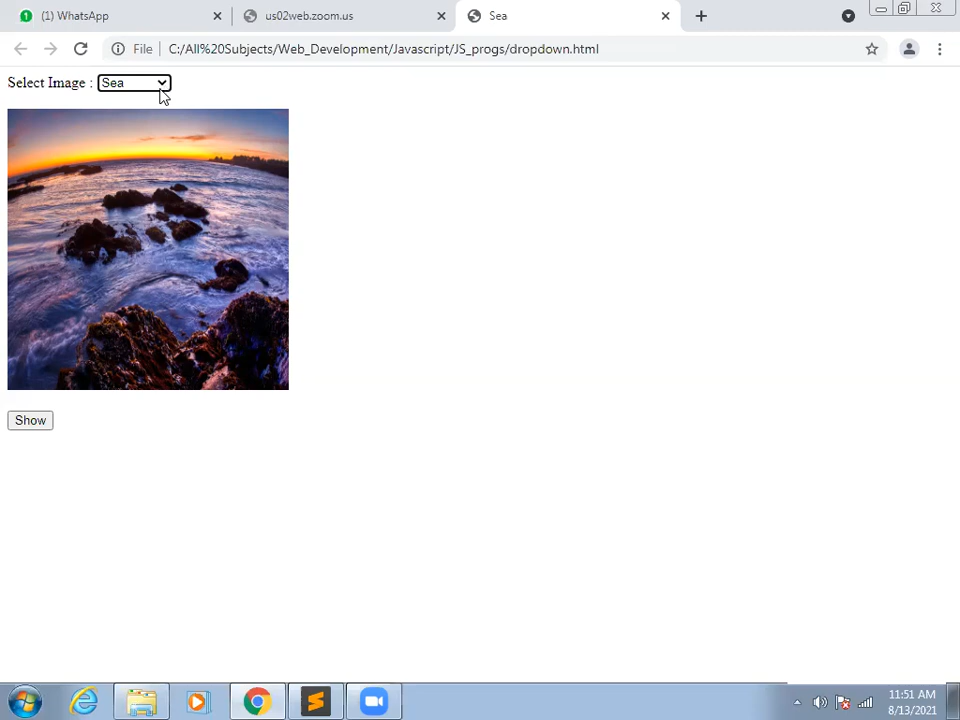 (1) WhatsApp
us02web.zoom.us
Sea
File
C:/All%20Subjects/Web_Development/Javascript/JS_progs/dropdown.html
Select Image :
Sea
Show
11:51 AM
8/13/2021